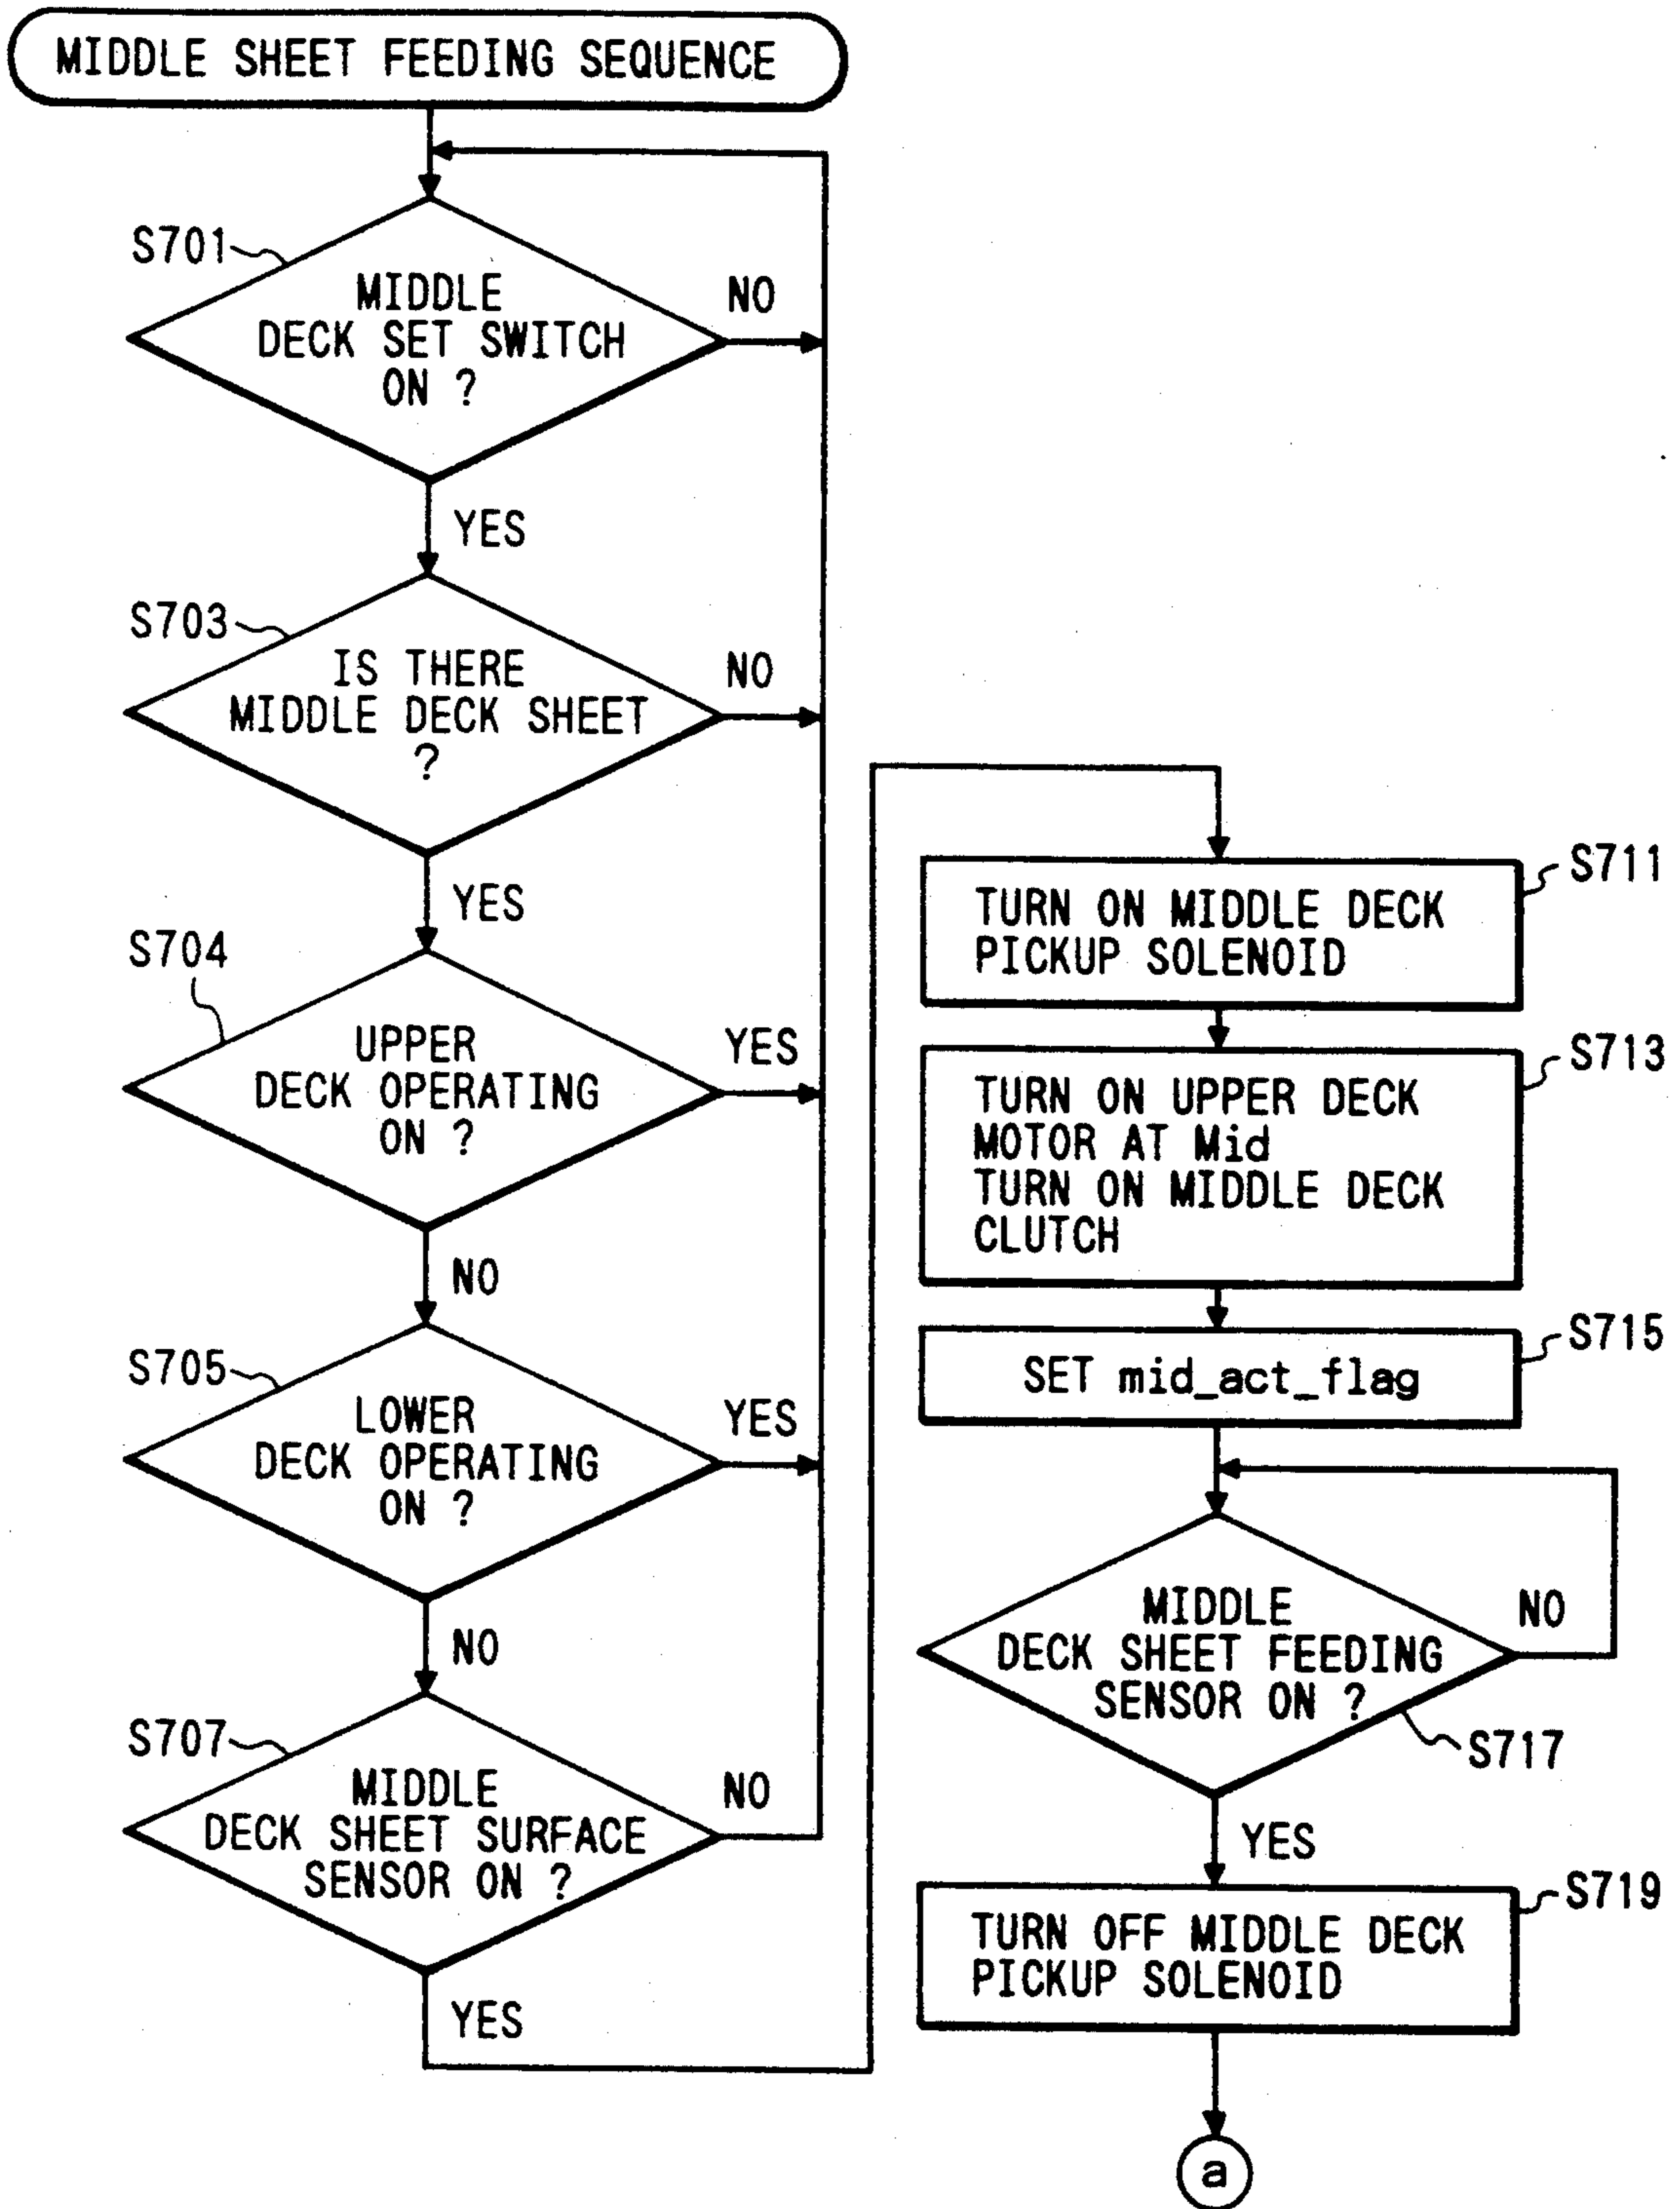 MIDDLE SHEET FEEDING SEQUENCE
S701
MIDDLE
DECK SET SWITCH
ON ?
NO
YES
S703
IS THERE
MIDDLE DECK SHEET
?
NO
YES
S704
UPPER
DECK OPERATING
ON ?
YES
NO
S705
LOWER
DECK OPERATING
ON ?
YES
NO
S707
MIDDLE
DECK SHEET SURFACE
SENSOR ON ?
NO
YES
S711
TURN ON MIDDLE DECK
PICKUP SOLENOID
S713
TURN ON UPPER DECK
MOTOR AT Mid
TURN ON MIDDLE DECK
CLUTCH
S715
SET mid_act_flag
MIDDLE
DECK SHEET FEEDING
SENSOR ON ?
NO
S717
YES
S719
TURN OFF MIDDLE DECK
PICKUP SOLENOID
a